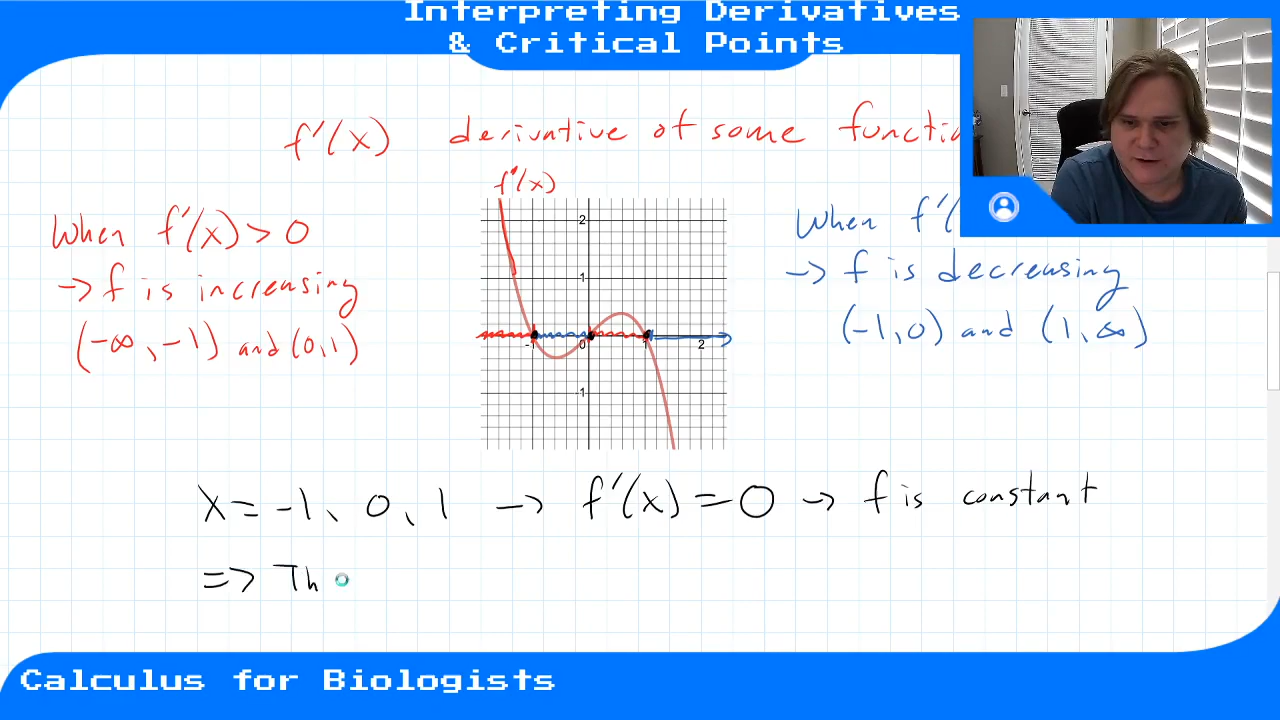 Interpreting Derivatives
& Critical Points
f'(x) derivative of some functi
f'(x)
When f'(x) > 0
→ f is increasing
(-∞, -1) and (0,1)
2
1
-1
0
2
-1
When f'(
→ f is decreasing
(-1,0) and (1,∞)
x = -1, 0, 1 → f'(x) = 0 → f is constant
=> Th
Calculus for Biologists